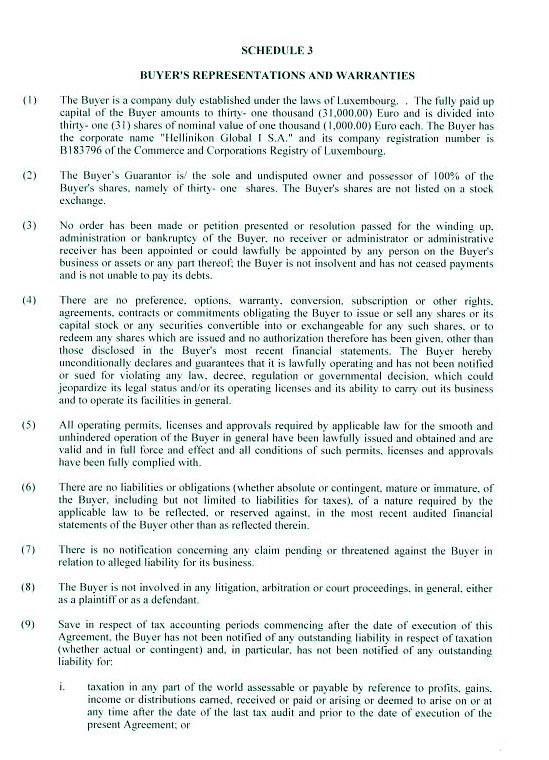 SCHEDULE 3
BUYER'S REPRESENTATIONS AND WARRANTIES
(1) The Buyer is a company duly established under the laws of Luxembourg. . The fully paid up
capital of the Buyer amounts to thirty- one thousand (31,000.00) Euro and is divided into
thirty- one (31) shares of nominal value of one thousand (1,000.00) Euro each. The Buyer has
the corporate name "Hellinikon Global I S.A." and its company registration number is
B183796 of the Commerce and Corporations Registry of Luxembourg.
(2) The Buyer's Guarantor is/ the sole and undisputed owner and possessor of 100% of the
Buyer's shares, namely of thirty- one shares. The Buyer's shares are not listed on a stock
exchange.
(3) No order has been made or petition presented or resolution passed for the winding up,
administration or bankruptcy of the Buyer, no receiver or administrator or administrative
receiver has been appointed or could lawfully be appointed by any person on the Buyer's
business or assets or any part thereof; the Buyer is not insolvent and has not ceased payments
and is not unable to pay its debts.
(4) There are no preference, options, warranty, conversion, subscription or other rights,
agreements, contracts or commitments obligating the Buyer to issue or sell any shares or its
capital stock or any securities convertible into or exchangeable for any such shares, or to
redeem any shares which are issued and no authorization therefore has been given, other than
those disclosed in the Buyer's most recent financial statements. The Buyer hereby
unconditionally declares and guarantees that it is lawfully operating and has not been notified
or sued for violating any law, decree, regulation or governmental decision, which could
jeopardize its legal status and/or its operating licenses and its ability to carry out its business
and to operate its facilities in general.
(5) All operating permits, licenses and approvals required by applicable law for the smooth and
unhindered operation of the Buyer in general have been lawfully issued and obtained and are
valid and in full force and effect and all conditions of such permits, licenses and approvals
have been fully complied with.
(6) There are no liabilities or obligations (whether absolute or contingent, mature or immature, of
the Buyer, including but not limited to liabilities for taxes), of a nature required by the
applicable law to be reflected, or reserved against, in the most recent audited financial
statements of the Buyer other than as reflected therein.
(7) There is no notification concerning any claim pending or threatened against the Buyer in
relation to alleged liability for its business.
(8) The Buyer is not involved in any litigation, arbitration or court proceedings, in general, either
as a plaintiff or as a defendant.
(9) Save in respect of tax accounting periods commencing after the date of execution of this
Agreement, the Buyer has not been notified of any outstanding liability in respect of taxation
(whether actual or contingent) and, in particular, has not been notified of any outstanding
liability for:
i. taxation in any part of the world assessable or payable by reference to profits, gains,
income or distributions earned, received or paid or arising or deemed to arise on or at
any time after the date of the last tax audit and prior to the date of execution of the
present Agreement; or